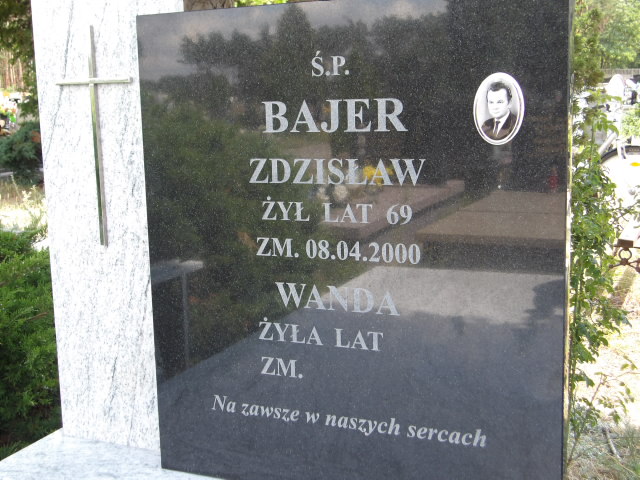 Ś.P.
BAJER
ZDZISŁAW
ŻYŁ LAT 69
ZM. 08.04.2000
WANDA
ŻYŁA LAT
ZM.
Na zawsze w naszych sercach